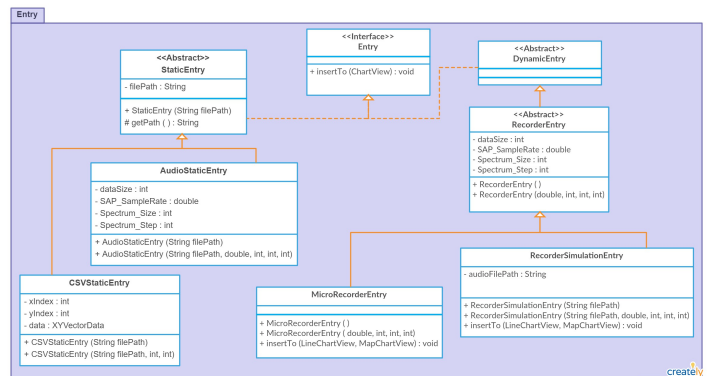 Entry
<<Abstract>>
StaticEntry
- filePath : String
+ StaticEntry (String filePath)
# getPath ( ) : String
<<Interface>>
Entry
+ insertTo (ChartView) : void
<<Abstract>>
DynamicEntry
<<Abstract>>
RecorderEntry
- dataSize : int
- SAP_SampleRate : double
- Spectrum_Size : int
- Spectrum_Step : int
+ RecorderEntry ( )
+ RecorderEntry (double, int, int, int)
AudioStaticEntry
- dataSize : int
- SAP_SampleRate : double
- Spectrum_Size : int
- Spectrum_Step : int
+ AudioStaticEntry (String filePath)
+ AudioStaticEntry (String filePath, double, int, int, int)
CSVStaticEntry
- xIndex : int
- yIndex : int
- data : XYVectorData
+ CSVStaticEntry (String filePath)
+ CSVStaticEntry (String filePath, int, int)
MicroRecorderEntry
+ MicroRecorderEntry ( )
+ MicroRecorderEntry ( double, int, int, int)
+ insertTo (LineChartView, MapChartView) : void
RecorderSimulationEntry
- audioFilePath : String
+ RecorderSimulationEntry (String filePath)
+ RecorderSimulationEntry (String filePath, double, int, int, int)
+ insertTo (LineChartView, MapChartView) : void
creately